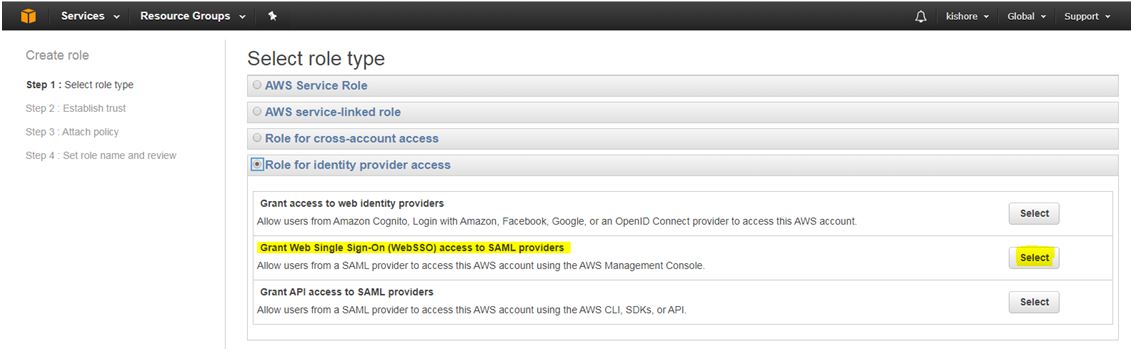 Services Resource Groups kishore Global Support
Create role
Step 1 : Select role type
Step 2 : Establish trust
Step 3 : Attach policy
Step 4 : Set role name and review
Select role type
AWS Service Role
AWS service-linked role
Role for cross-account access
Role for identity provider access
Grant access to web identity providers
Allow users from Amazon Cognito, Login with Amazon, Facebook, Google, or an OpenID Connect provider to access this AWS account.
Select
Grant Web Single Sign-On (WebSSO) access to SAML providers
Allow users from a SAML provider to access this AWS account using the AWS Management Console.
Select
Grant API access to SAML providers
Allow users from a SAML provider to access this AWS account using the AWS CLI, SDKs, or API.
Select